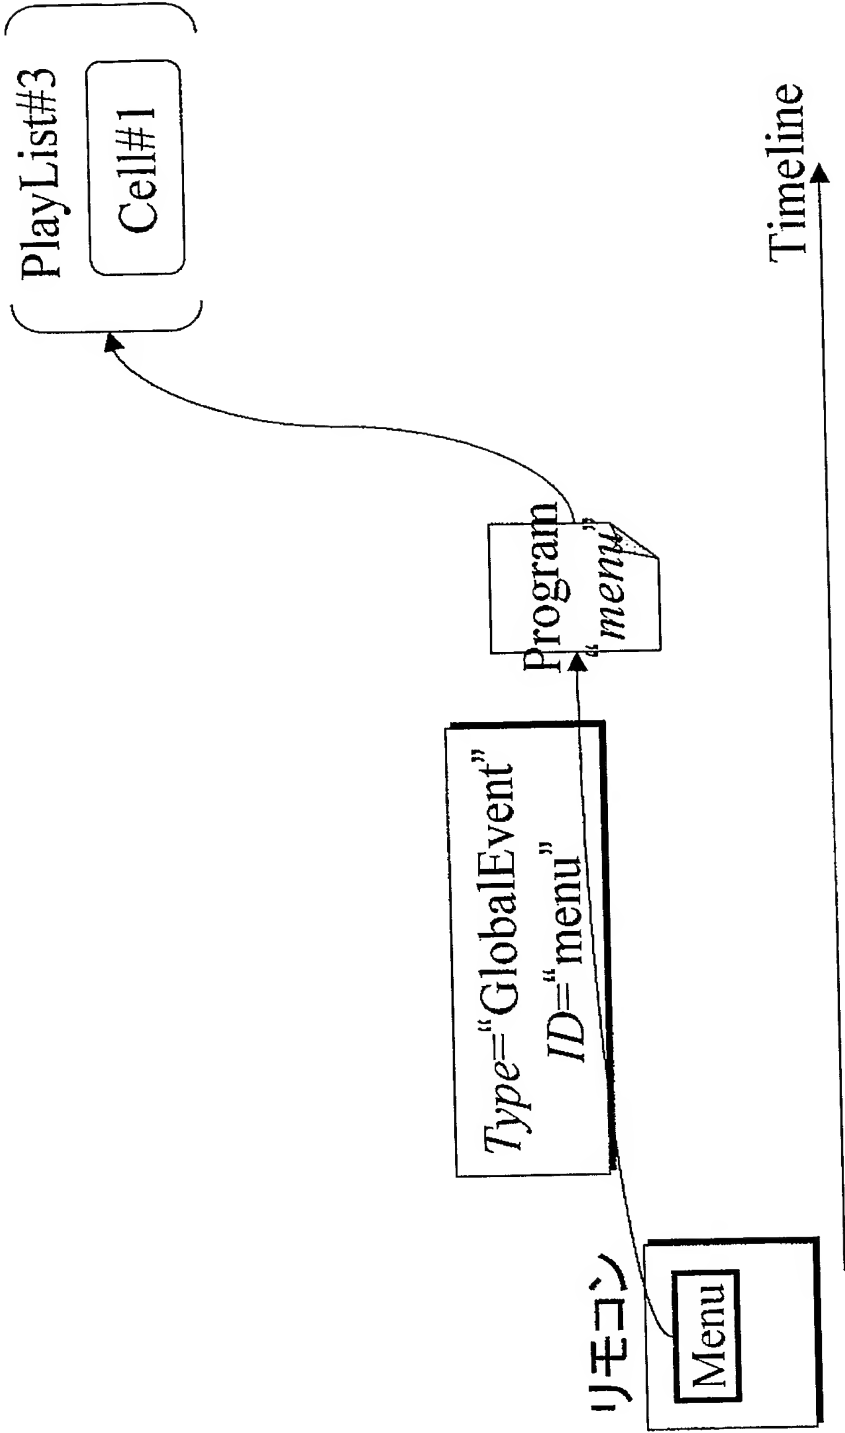 PlayList#3
Cell#1
Type=“GlobalEvent”
ID=“menu”
Program
“menu”
リモコン
Menu
Timeline